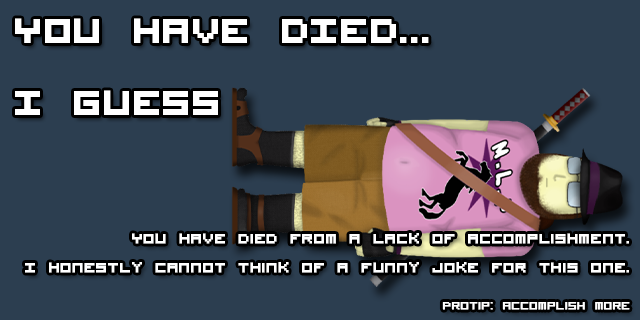 YOU HAVE DIED...
I GUESS
N.L.
YOU HAVE DIED FROM A LACK OF ACCOMPLISHMENT.
I HONESTLY CANNOT THINK OF A FUNNY JOKE FOR THIS ONE.
PROTIP: ACCOMPLISH MORE